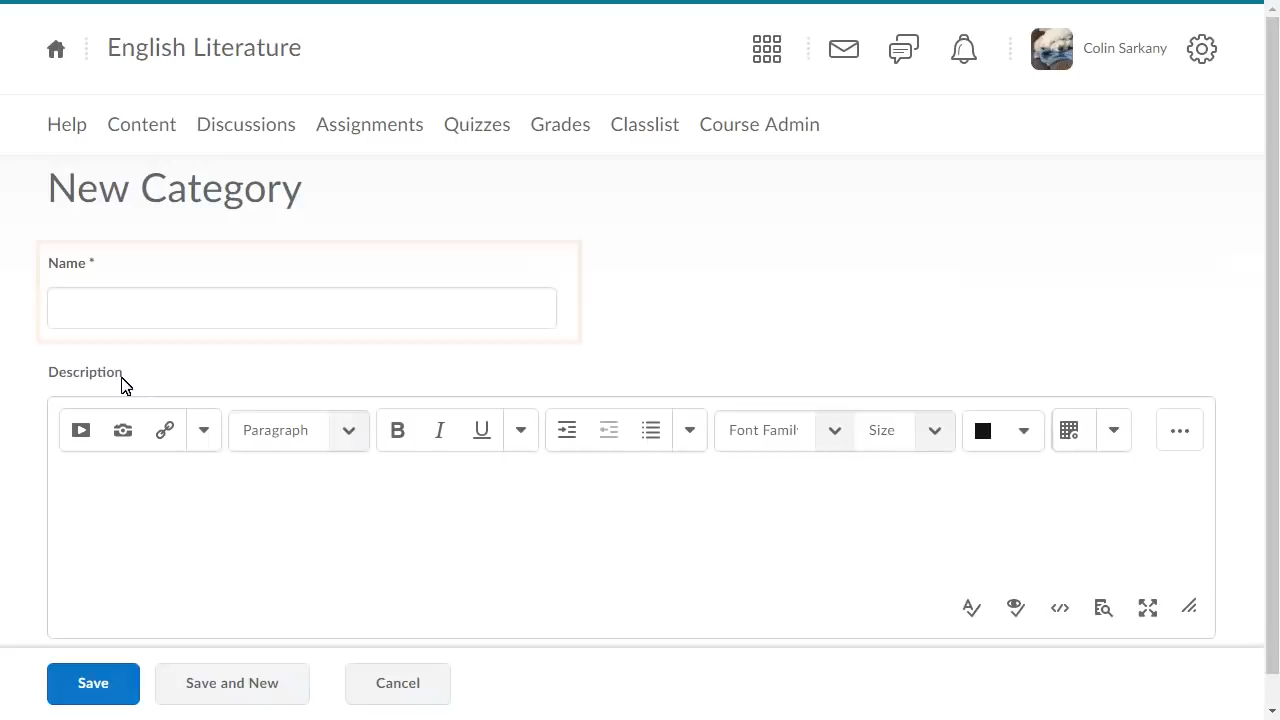 English Literature
Colin Sarkany
Help Content Discussions Assignments Quizzes Grades Classlist Course Admin
New Category
Name *
Description
Paragraph B I U Font Famil Size
Save Save and New Cancel